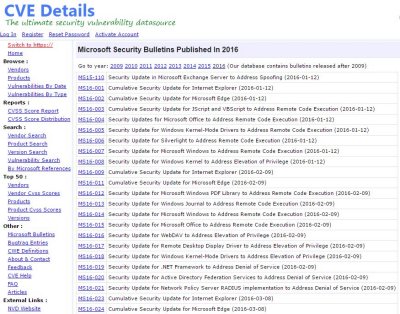 CVE Details
The ultimate security vulnerability datasource
Log In Register Reset Password Activate Account
Switch to https://
Home
Browse :
Vendors
Products
Vulnerabilities By Date
Vulnerabilities By Type
Reports :
CVSS Score Report
CVSS Score Distribution
Search :
Vendor Search
Product Search
Version Search
Vulnerability Search
By Microsoft References
Top 50 :
Vendors
Vendor Cvss Scores
Products
Product Cvss Scores
Versions
Other :
Microsoft Bulletins
Bugtraq Entries
CWE Definitions
About & Contact
Feedback
CVE Help
FAQ
Articles
External Links :
NVD Website
Microsoft Security Bulletins Published In 2016
Go to year: 2009 2010 2011 2012 2013 2014 2015 2016 (Our database contains bulletins released after 2009)
MS15-110 Security Update in Microsoft Exchange Server to Address Spoofing (2016-01-12)
MS16-001 Cumulative Security Update for Internet Explorer (2016-01-12)
MS16-002 Cumulative Security Update for Microsoft Edge (2016-01-12)
MS16-003 Cumulative Security Update for JScript and VBScript to Address Remote Code Execution (2016-01-12)
MS16-004 Security Updates for Microsoft Office to Address Remote Code Execution (2016-01-12)
MS16-005 Security Update for Windows Kernel-Mode Drivers to Address Remote Code Execution (2016-01-12)
MS16-006 Security Update for Silverlight to Address Remote Code Execution (2016-01-12)
MS16-007 Security Update for Microsoft Windows to Address Remote Code Execution (2016-01-12)
MS16-008 Security Update for Windows Kernel to Address Elevation of Privilege (2016-01-12)
MS16-009 Cumulative Security Update for Internet Explorer (2016-02-09)
MS16-011 Cumulative Security Update for Microsoft Edge (2016-02-09)
MS16-012 Security Update for Microsoft Windows PDF Library to Address Remote Code Execution (2016-02-09)
MS16-013 Security Update for Windows Journal to Address Remote Code Execution (2016-02-09)
MS16-014 Security Update for Microsoft Windows to Address Remote Code Execution (2016-02-09)
MS16-015 Security Update for Microsoft Office to Address Remote Code Execution (2016-02-09)
MS16-016 Security Update for WebDAV to Address Elevation of Privilege (2016-02-09)
MS16-017 Security Update for Remote Desktop Display Driver to Address Elevation of Privilege (2016-02-09)
MS16-018 Security Update for Windows Kernel-Mode Drivers to Address Elevation of Privilege (2016-02-09)
MS16-019 Security Update for .NET Framework to Address Denial of Service (2016-02-09)
MS16-020 Security Update for Active Directory Federation Services to Address Denial of Service (2016-02-09)
MS16-021 Security Update for Network Policy Server RADIUS implementation to Address Denial of Service (2016-02-09)
MS16-023 Cumulative Security Update for Internet Explorer (2016-03-08)
MS16-024 Cumulative Security Update for Microsoft Edge (2016-03-08)